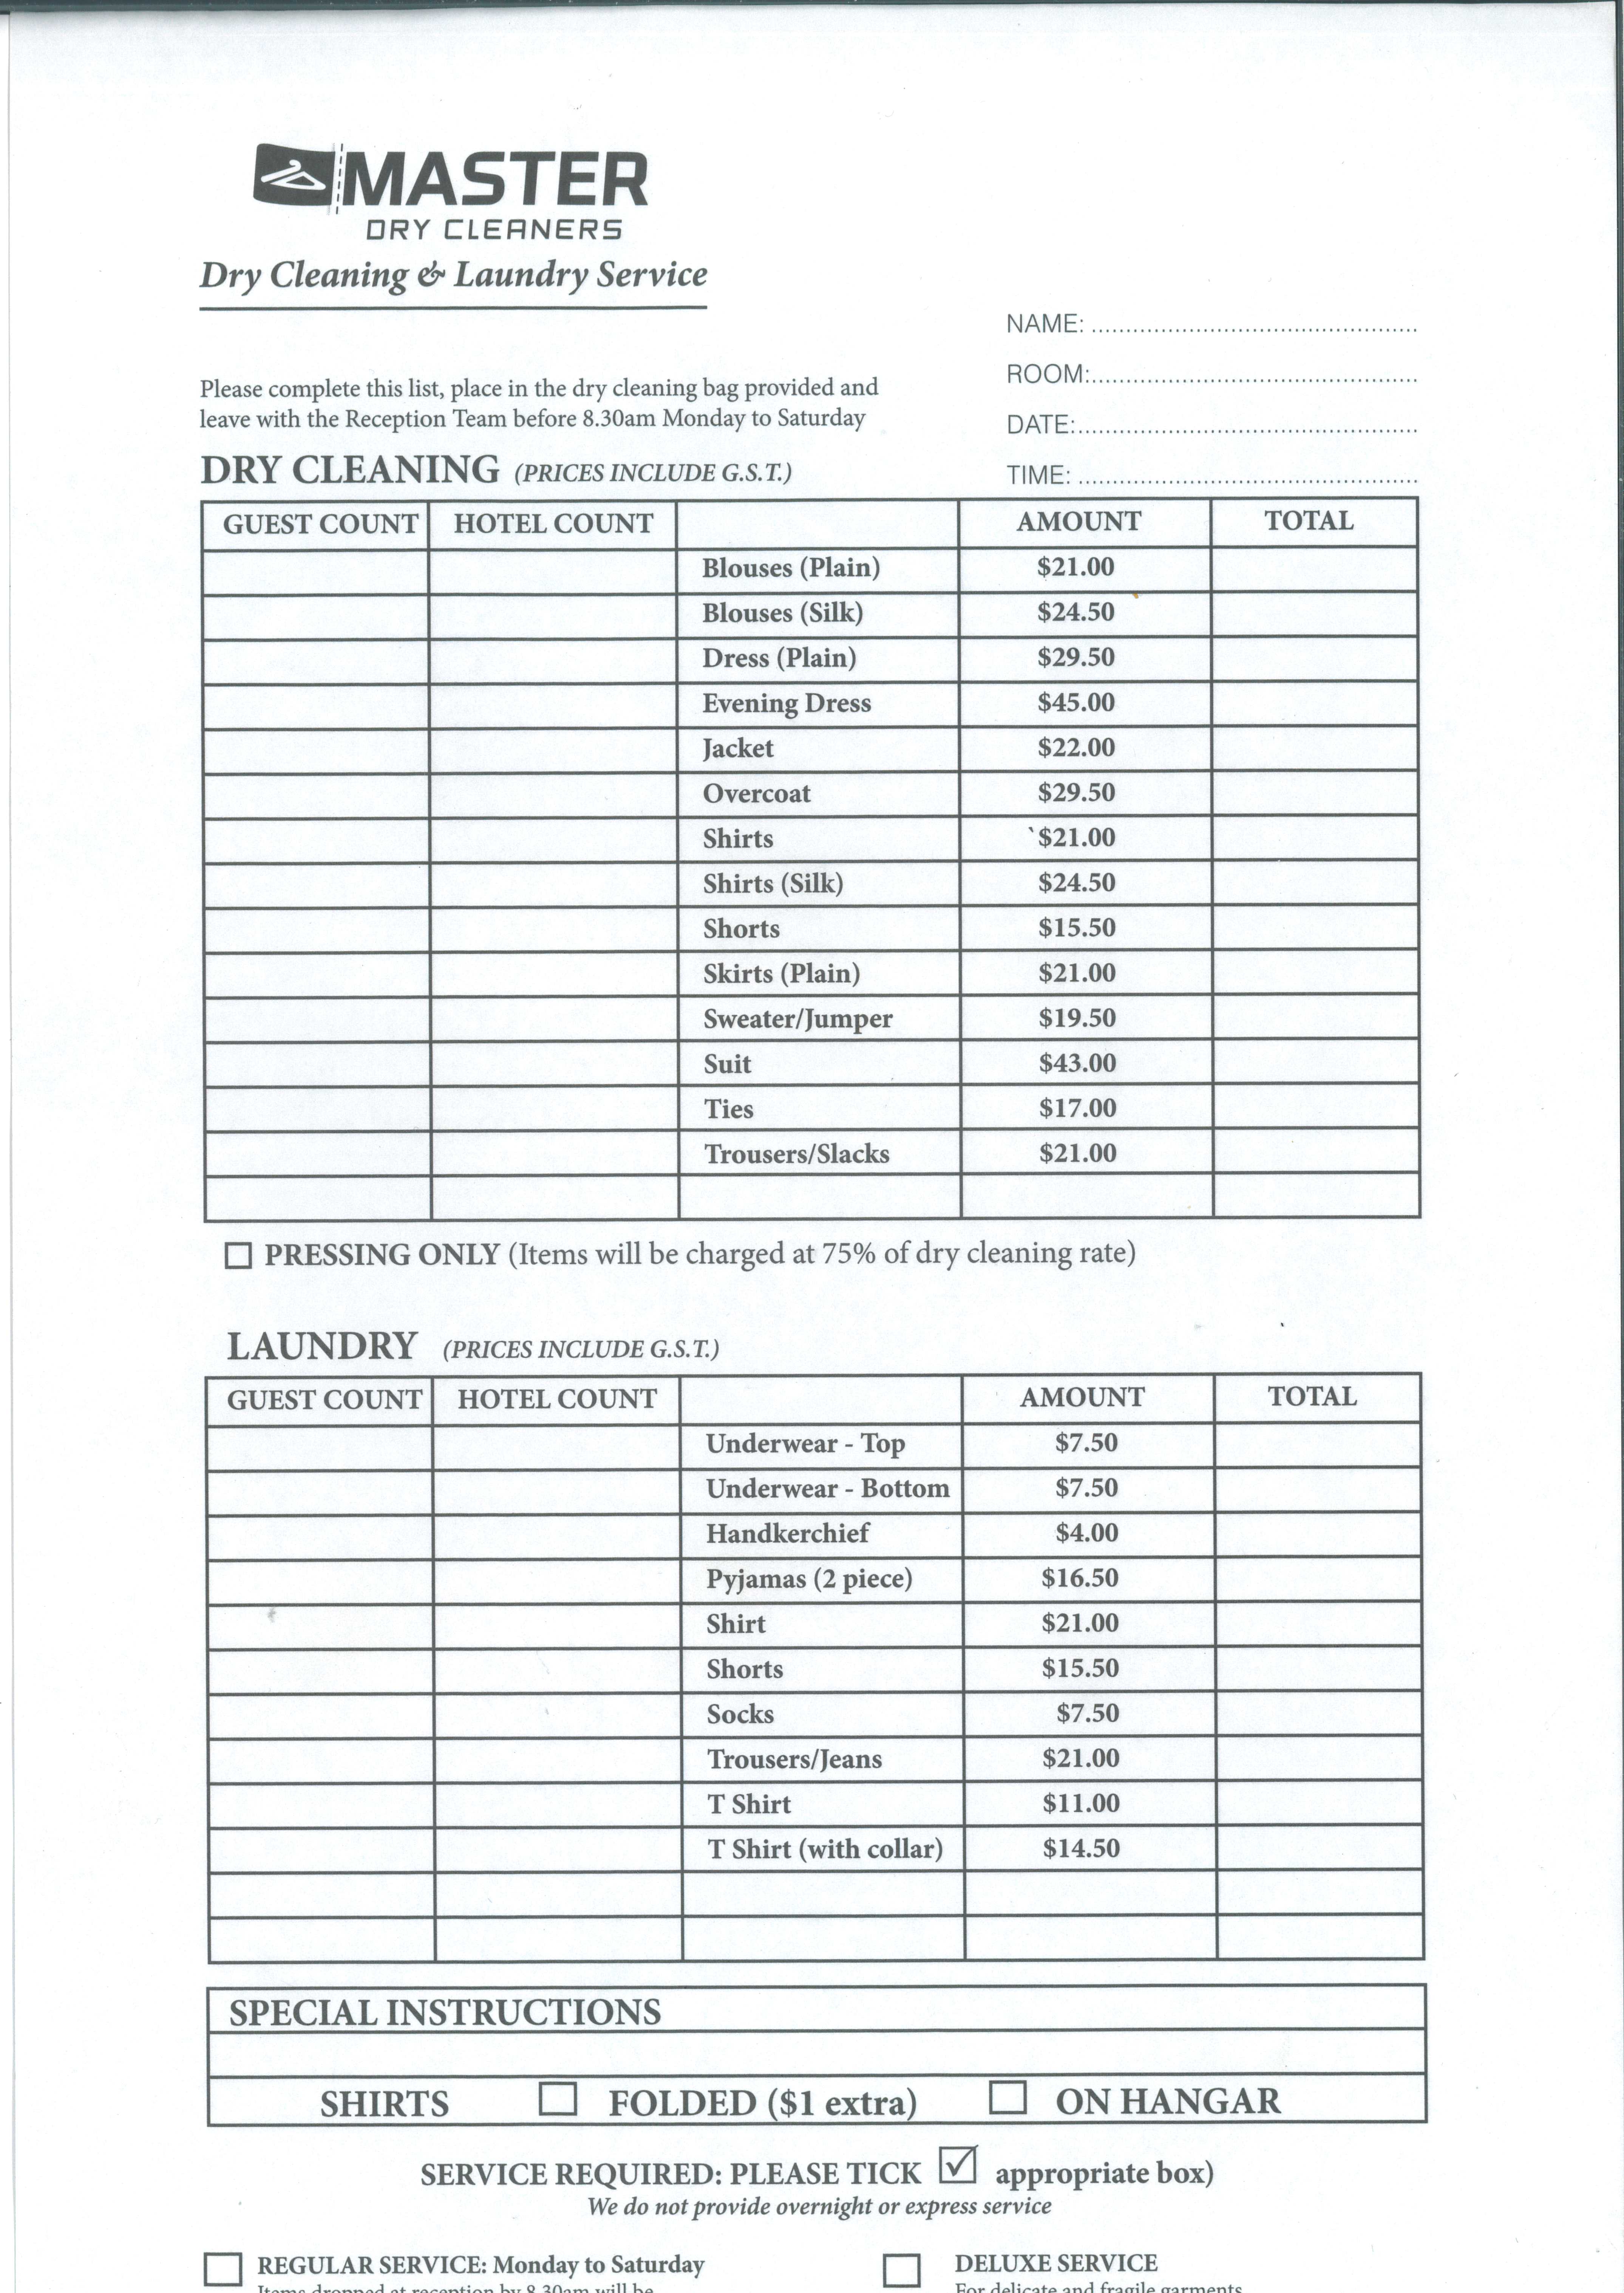 MASTER
DRY CLEANERS
Dry Cleaning & Laundry Service
NAME: ................................................
ROOM:................................................
DATE:..................................................
TIME: ..................................................
Please complete this list, place in the dry cleaning bag provided and
leave with the Reception Team before 8.30am Monday to Saturday
DRY CLEANING (PRICES INCLUDE G.S.T.)
GUEST COUNT HOTEL COUNT AMOUNT TOTAL
Blouses (Plain) $21.00
Blouses (Silk) $24.50
Dress (Plain) $29.50
Evening Dress $45.00
Jacket $22.00
Overcoat $29.50
Shirts `$21.00
Shirts (Silk) $24.50
Shorts $15.50
Skirts (Plain) $21.00
Sweater/Jumper $19.50
Suit $43.00
Ties $17.00
Trousers/Slacks $21.00
PRESSING ONLY (Items will be charged at 75% of dry cleaning rate)
LAUNDRY (PRICES INCLUDE G.S.T.)
GUEST COUNT HOTEL COUNT AMOUNT TOTAL
Underwear - Top $7.50
Underwear - Bottom $7.50
Handkerchief $4.00
Pyjamas (2 piece) $16.50
Shirt $21.00
Shorts $15.50
Socks $7.50
Trousers/Jeans $21.00
T Shirt $11.00
T Shirt (with collar) $14.50
SPECIAL INSTRUCTIONS
SHIRTS FOLDED ($1 extra) ON HANGAR
SERVICE REQUIRED: PLEASE TICK ☑ appropriate box)
We do not provide overnight or express service
REGULAR SERVICE: Monday to Saturday
Items dropped at reception by 8.30am will be
DELUXE SERVICE
For delicate and fragile garments